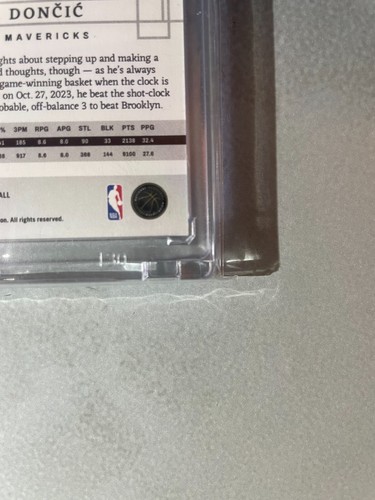 DONČIĆ
MAVERICKS
ghts about stepping up and making a
d thoughts, though — as he's always
game-winning basket when the clock is
on Oct. 27, 2023, he beat the shot-clock
obable, off-balance 3 to beat Brooklyn.
% 3PM RPG APG STL BLK PTS PPG
185 8.6 8.0 90 33 2138 32.4
917 8.6 8.0 388 144 9160 27.6
ALL
on. All rights reserved.